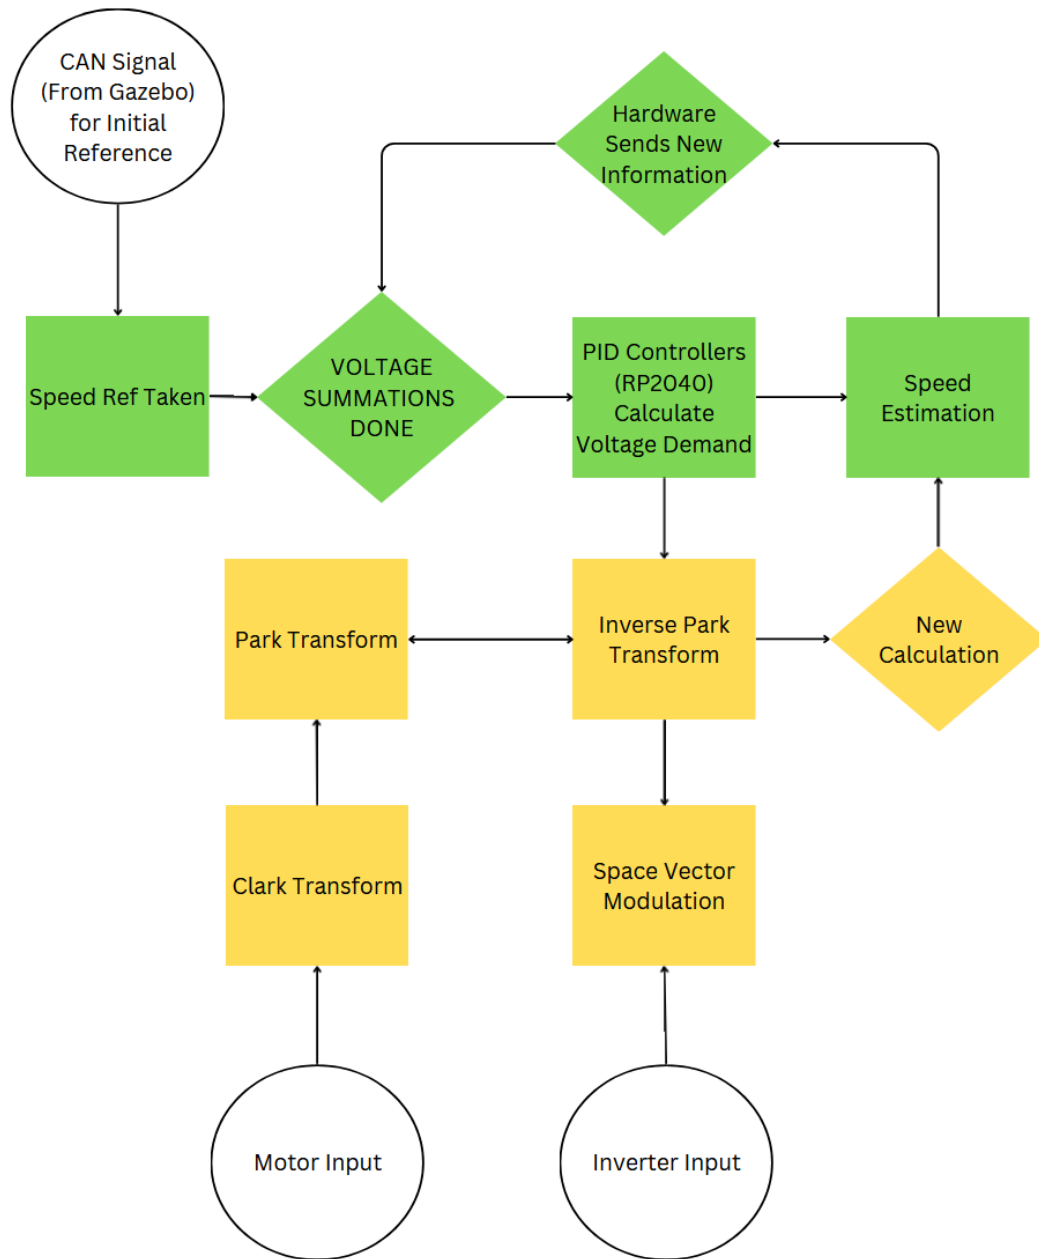 CAN Signal
(From Gazebo)
for Initial
Reference
Hardware
Sends New
Information
Speed Ref Taken
VOLTAGE
SUMMATIONS
DONE
PID Controllers
(RP2040)
Calculate
Voltage Demand
Speed
Estimation
Park Transform
Inverse Park
Transform
New
Calculation
Clark Transform
Space Vector
Modulation
Motor Input
Inverter Input